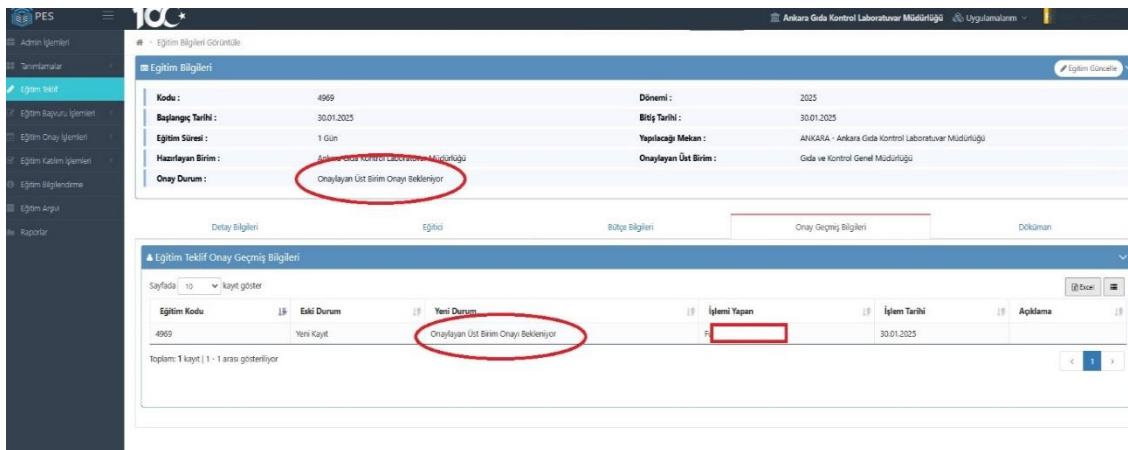 PES
100
Ankara Gıda Kontrol Laboratuvar Müdürlüğü Uygulamalarım
Admin İşlemleri
Tanımlamalar
Eğitim Teklif
Eğitim Başvuru İşlemleri
Eğitim Onay İşlemleri
Eğitim Katılım İşlemleri
Eğitim Bilgilendirme
Eğitim Arşivi
Raporlar
Eğitim Bilgileri Görüntüle
Egitim Bilgileri
Egitim Güncelle
Kodu : 4969 Dönemi : 2025
Başlangıç Tarihi : 30.01.2025 Bitiş Tarihi : 30.01.2025
Eğitim Süresi : 1 Gün Yapılacağı Mekan : ANKARA - Ankara Gıda Kontrol Laboratuvar Müdürlüğü
Hazırlayan Birim : Ankara Gıda Kontrol Laboratuvar Müdürlüğü Onaylayan Üst Birim : Gıda ve Kontrol Genel Müdürlüğü
Onay Durum : Onaylayan Üst Birim Onayı Bekleniyor
Detay Bilgileri Eğitici Bütçe Bilgileri Onay Geçmiş Bilgileri Döküman
Eğitim Teklif Onay Geçmiş Bilgileri
Sayfada 10 kayıt göster
Excel
Eğitim Kodu Eski Durum Yeni Durum İşlemi Yapan İşlem Tarihi Açıklama
4969 Yeni Kayıt Onaylayan Üst Birim Onayı Bekleniyor 30.01.2025
Toplam: 1 kayıt | 1 - 1 arası gösteriliyor
1